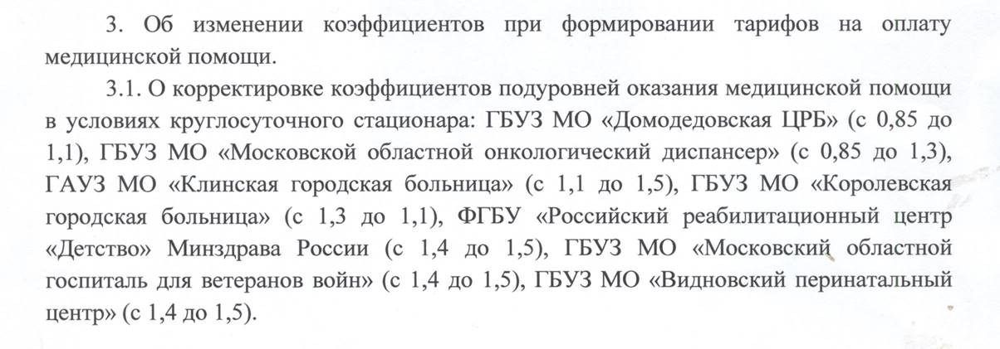 3. Об изменении коэффициентов при формировании тарифов на оплату
медицинской помощи.
3.1. О корректировке коэффициентов подуровней оказания медицинской помощи
в условиях круглосуточного стационара: ГБУЗ МО «Домодедовская ЦРБ» (с 0,85 до
1,1), ГБУЗ МО «Московской областной онкологический диспансер» (с 0,85 до 1,3),
ГАУЗ МО «Клинская городская больница» (с 1,1 до 1,5), ГБУЗ МО «Королевская
городская больница» (с 1,3 до 1,1), ФГБУ «Российский реабилитационный центр
«Детство» Минздрава России (с 1,4 до 1,5), ГБУЗ МО «Московский областной
госпиталь для ветеранов войн» (с 1,4 до 1,5), ГБУЗ МО «Видновский перинатальный
центр» (с 1,4 до 1,5).